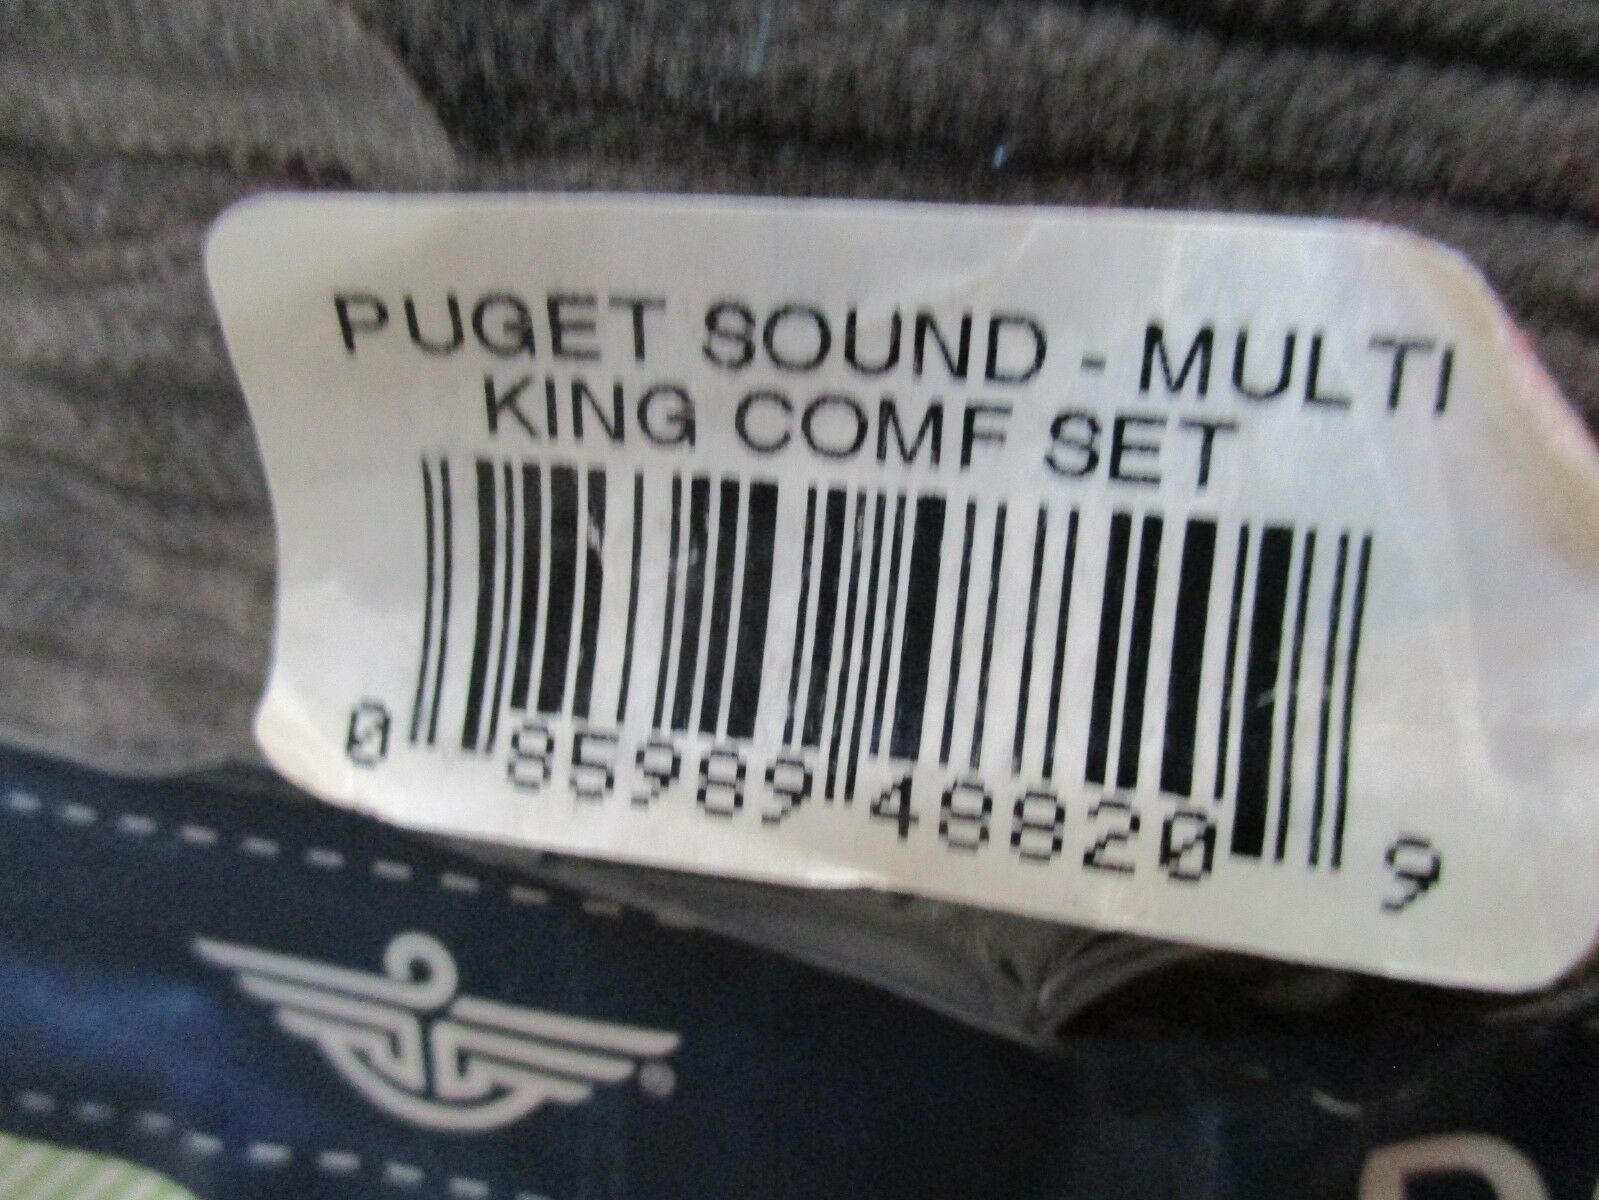 PUGET SOUND - MULTI
KING COMF SET
0 85989 48820 9
®